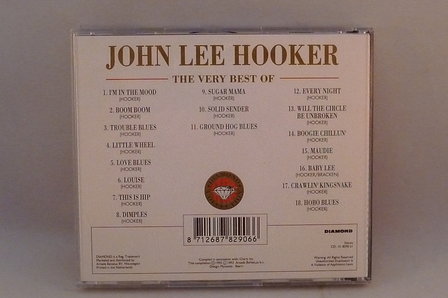 JOHN LEE HOOKER
THE VERY BEST OF
1. I'M IN THE MOOD
[HOOKER]
2. BOOM BOOM
[HOOKER]
3. TROUBLE BLUES
[HOOKER]
4. LITTLE WHEEL
[HOOKER]
5. LOVE BLUES
[HOOKER]
6. LOUISE
[HOOKER]
7. THIS IS HIP
[HOOKER]
8. DIMPLES
[HOOKER]
9. SUGAR MAMA
[HOOKER]
10. SOLID SENDER
[HOOKER]
11. GROUND HOG BLUES
[HOOKER]
12. EVERY NIGHT
[HOOKER]
13. WILL THE CIRCLE
BE UNBROKEN
[HOOKER]
14. BOOGIE CHILLUN'
[HOOKER]
15. MAUDIE
[HOOKER]
16. BABY LEE
[HOOKER/BRACKEN]
17. CRAWLIN' KINGSNAKE
[HOOKER]
18. HOBO BLUES
[HOOKER]
8 712687 829066
DIAMOND